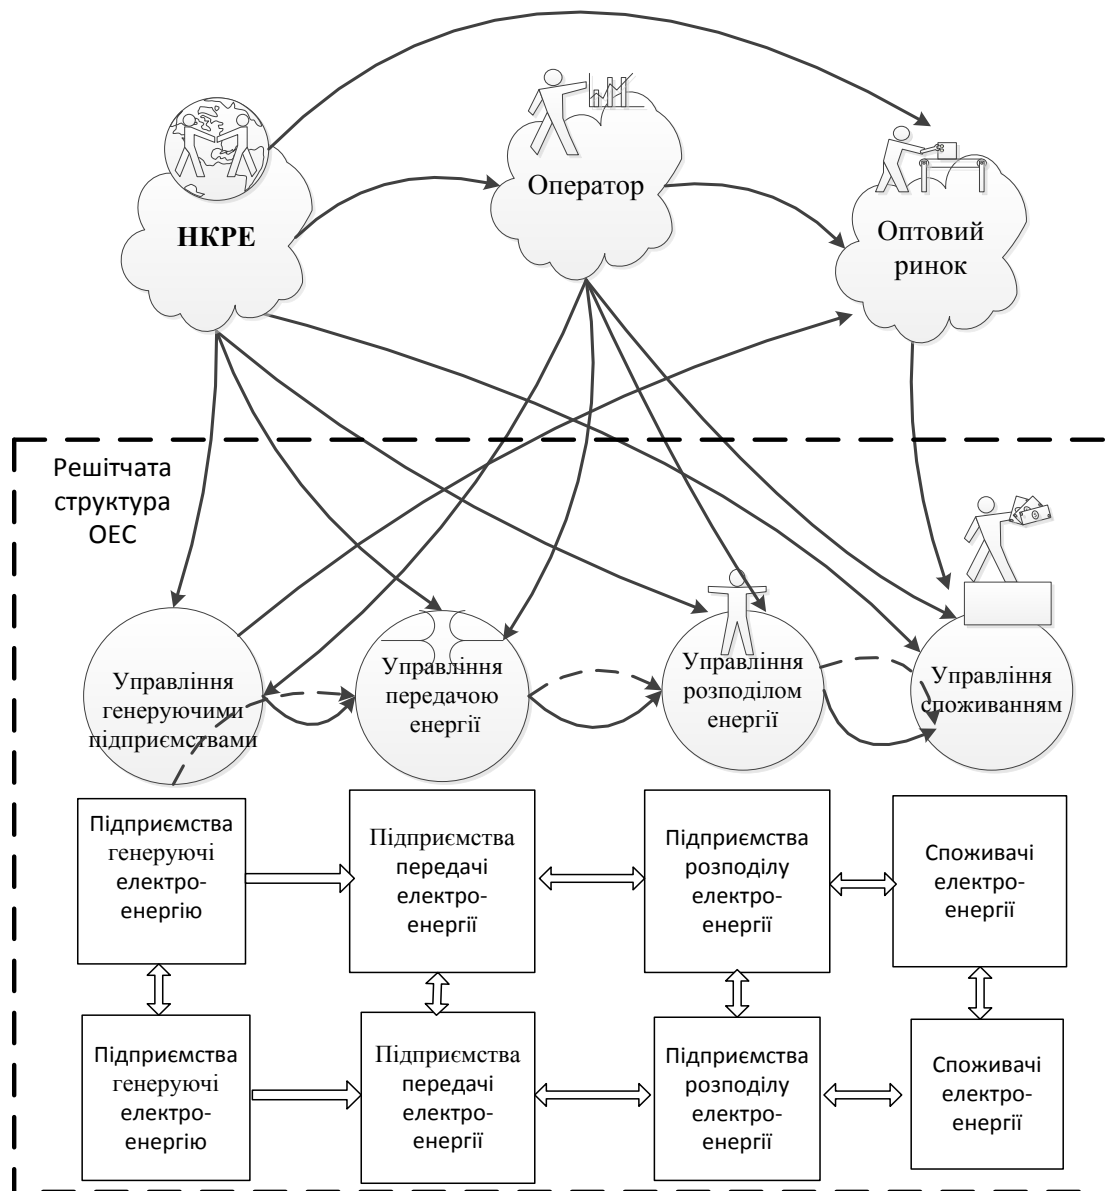 НКРЕ
Оператор
Оптовий
ринок
Решітчата
структура
ОЕС
Управління
генеруючими
підприємствами
Управління
передачою
енергії
Управління
розподілом
енергії
Управління
споживанням
Підприємства
генеруючі
електро-
енергію
Підприємства
передачі
електро-
енергії
Підприємства
розподілу
електро-
енергії
Споживачі
електро-
енергії
Підприємства
генеруючі
електро-
енергію
Підприємства
передачі
електро-
енергії
Підприємства
розподілу
електро-
енергії
Споживачі
електро-
енергії